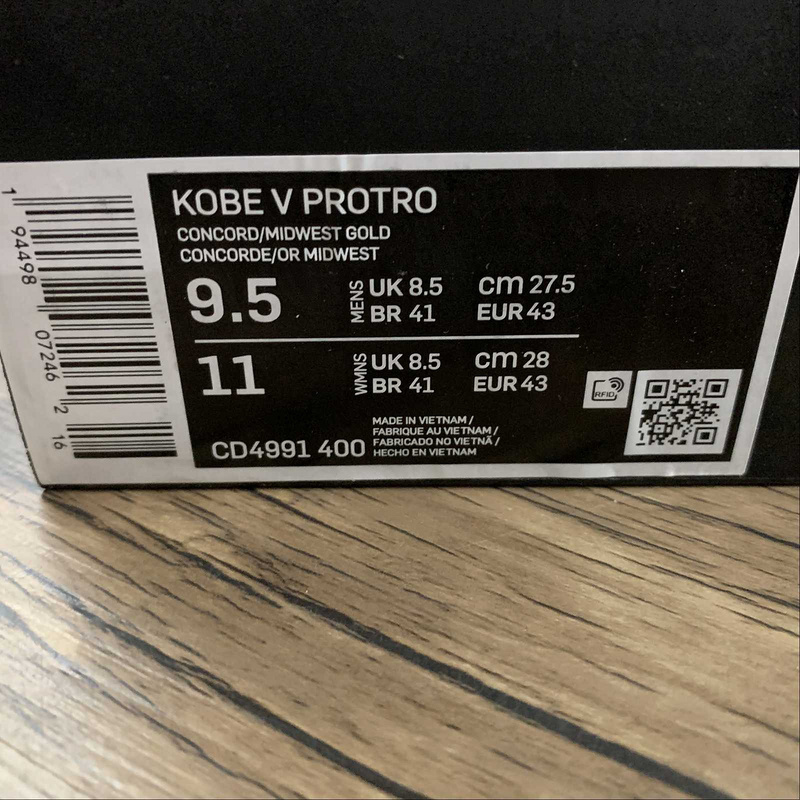 KOBE V PROTRO
CONCORD/MIDWEST GOLD
CONCORDE/OR MIDWEST
9.5 MENS UK 8.5 cm 27.5
BR 41 EUR 43
11 WMNS UK 8.5 cm 28
BR 41 EUR 43
RFID
CD4991 400
MADE IN VIETNAM /
FABRIQUE AU VIETNAM /
FABRICADO NO VIETNÃ /
HECHO EN VIETNAM
1 94498 07246 2 16